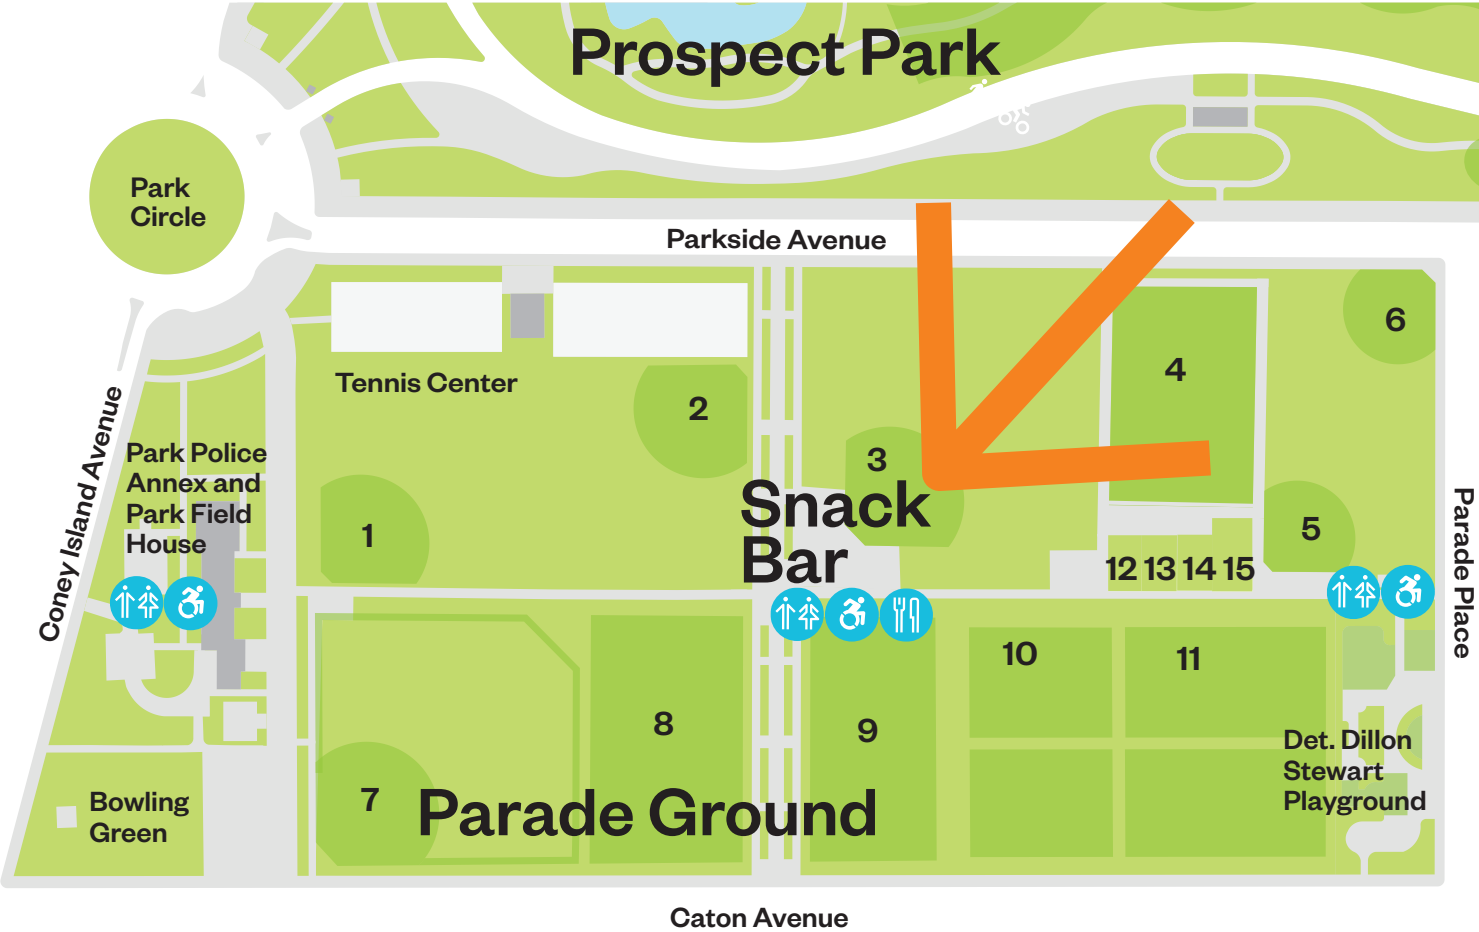 Prospect Park
Park
Circle
Parkside Avenue
6
4
Tennis Center
2
Coney Island Avenue
Park Police
Annex and
Park Field
House
3
Snack
Bar
1
5
12 13 14 15
Parade Place
10
11
8
9
Det. Dillon
Stewart
Playground
7
Parade Ground
Bowling
Green
Caton Avenue